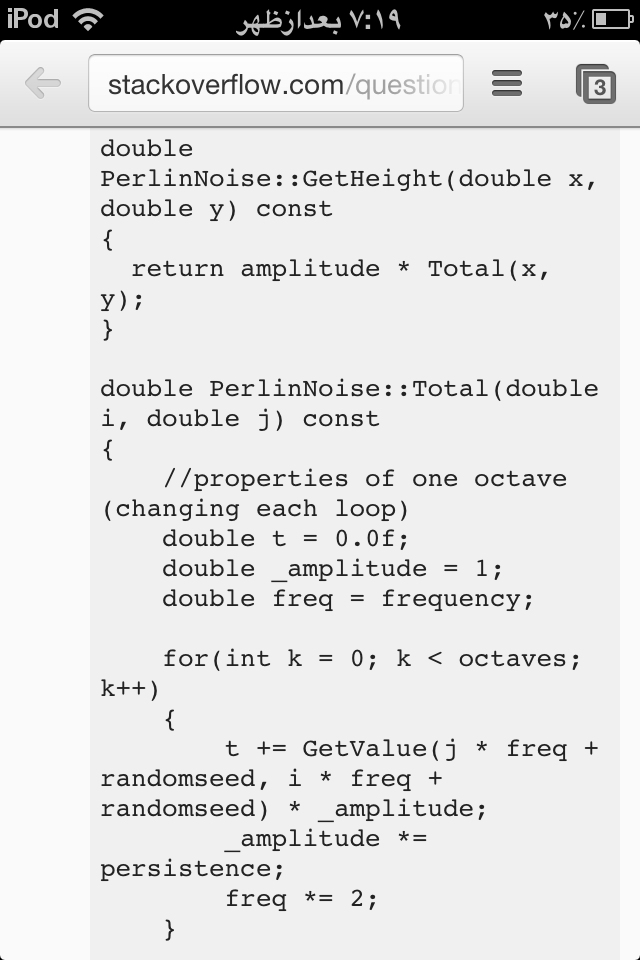 iPod ۷:۱۹ بعدازظهر ۳۵٪
stackoverflow.com/question
3
double
PerlinNoise::GetHeight(double x,
double y) const
{
  return amplitude * Total(x,
y);
}
double PerlinNoise::Total(double
i, double j) const
{
    //properties of one octave
(changing each loop)
    double t = 0.0f;
    double _amplitude = 1;
    double freq = frequency;
    for(int k = 0; k < octaves;
k++)
    {
        t += GetValue(j * freq +
randomseed, i * freq +
randomseed) * _amplitude;
        _amplitude *=
persistence;
        freq *= 2;
    }